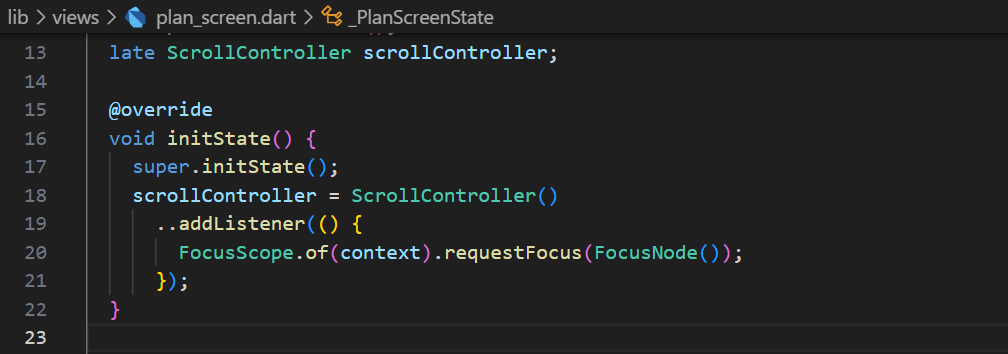 lib > views > plan_screen.dart > _PlanScreenState
13 late ScrollController scrollController;
14
15 @override
16 void initState() {
17 super.initState();
18 scrollController = ScrollController()
19 ..addListener(() {
20 FocusScope.of(context).requestFocus(FocusNode());
21 });
22 }
23